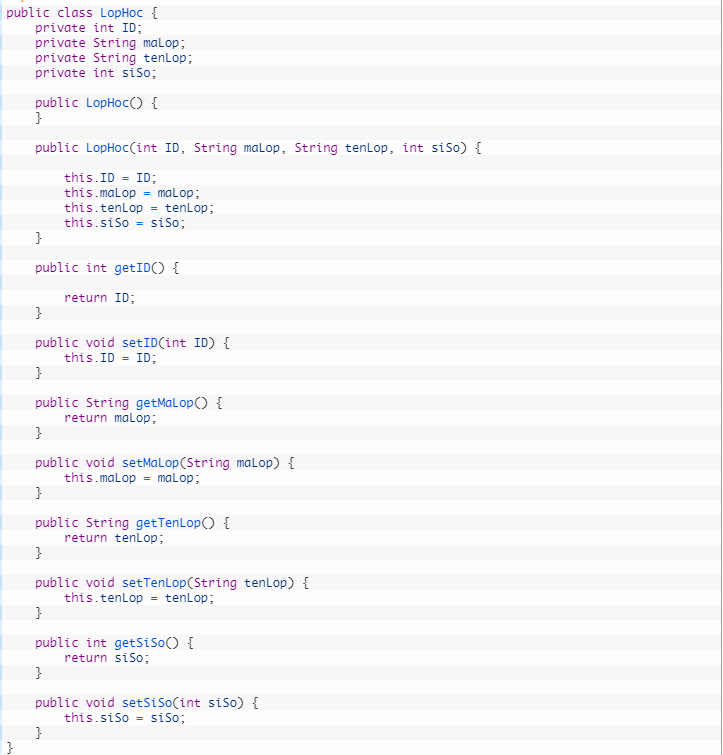 public class LopHoc {
    private int ID;
    private String maLop;
    private String tenLop;
    private int siSo;

    public LopHoc() {
    }

    public LopHoc(int ID, String maLop, String tenLop, int siSo) {

        this.ID = ID;
        this.maLop = maLop;
        this.tenLop = tenLop;
        this.siSo = siSo;
    }

    public int getID() {

        return ID;
    }

    public void setID(int ID) {
        this.ID = ID;
    }

    public String getMaLop() {
        return maLop;
    }

    public void setMaLop(String maLop) {
        this.maLop = maLop;
    }

    public String getTenLop() {
        return tenLop;
    }

    public void setTenLop(String tenLop) {
        this.tenLop = tenLop;
    }

    public int getSiSo() {
        return siSo;
    }

    public void setSiSo(int siSo) {
        this.siSo = siSo;
    }
}